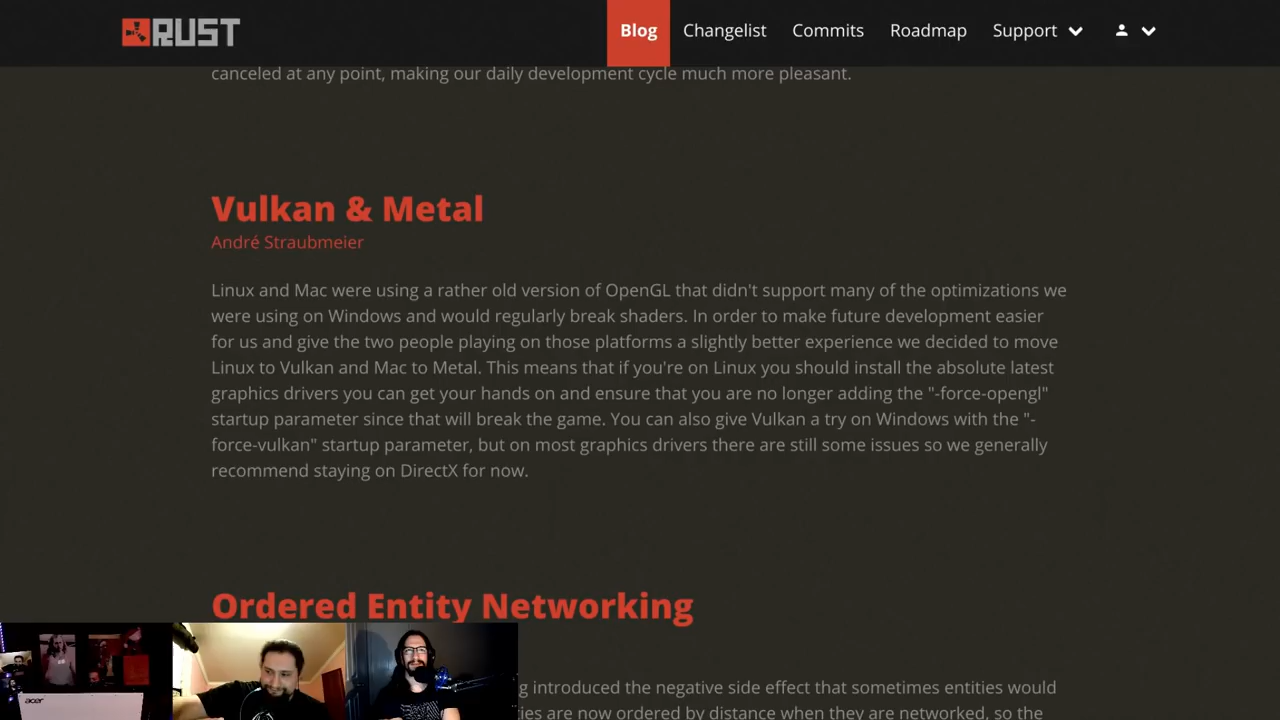 RUST
Blog Changelist Commits Roadmap Support
canceled at any point, making our daily development cycle much more pleasant.
Vulkan & Metal
André Straubmeier
Linux and Mac were using a rather old version of OpenGL that didn't support many of the optimizations we
were using on Windows and would regularly break shaders. In order to make future development easier
for us and give the two people playing on those platforms a slightly better experience we decided to move
Linux to Vulkan and Mac to Metal. This means that if you're on Linux you should install the absolute latest
graphics drivers you can get your hands on and ensure that you are no longer adding the "-force-opengl"
startup parameter since that will break the game. You can also give Vulkan a try on Windows with the "-
force-vulkan" startup parameter, but on most graphics drivers there are still some issues so we generally
recommend staying on DirectX for now.
Ordered Entity Networking
introduced the negative side effect that sometimes entities would
are now ordered by distance when they are networked, so the
acer